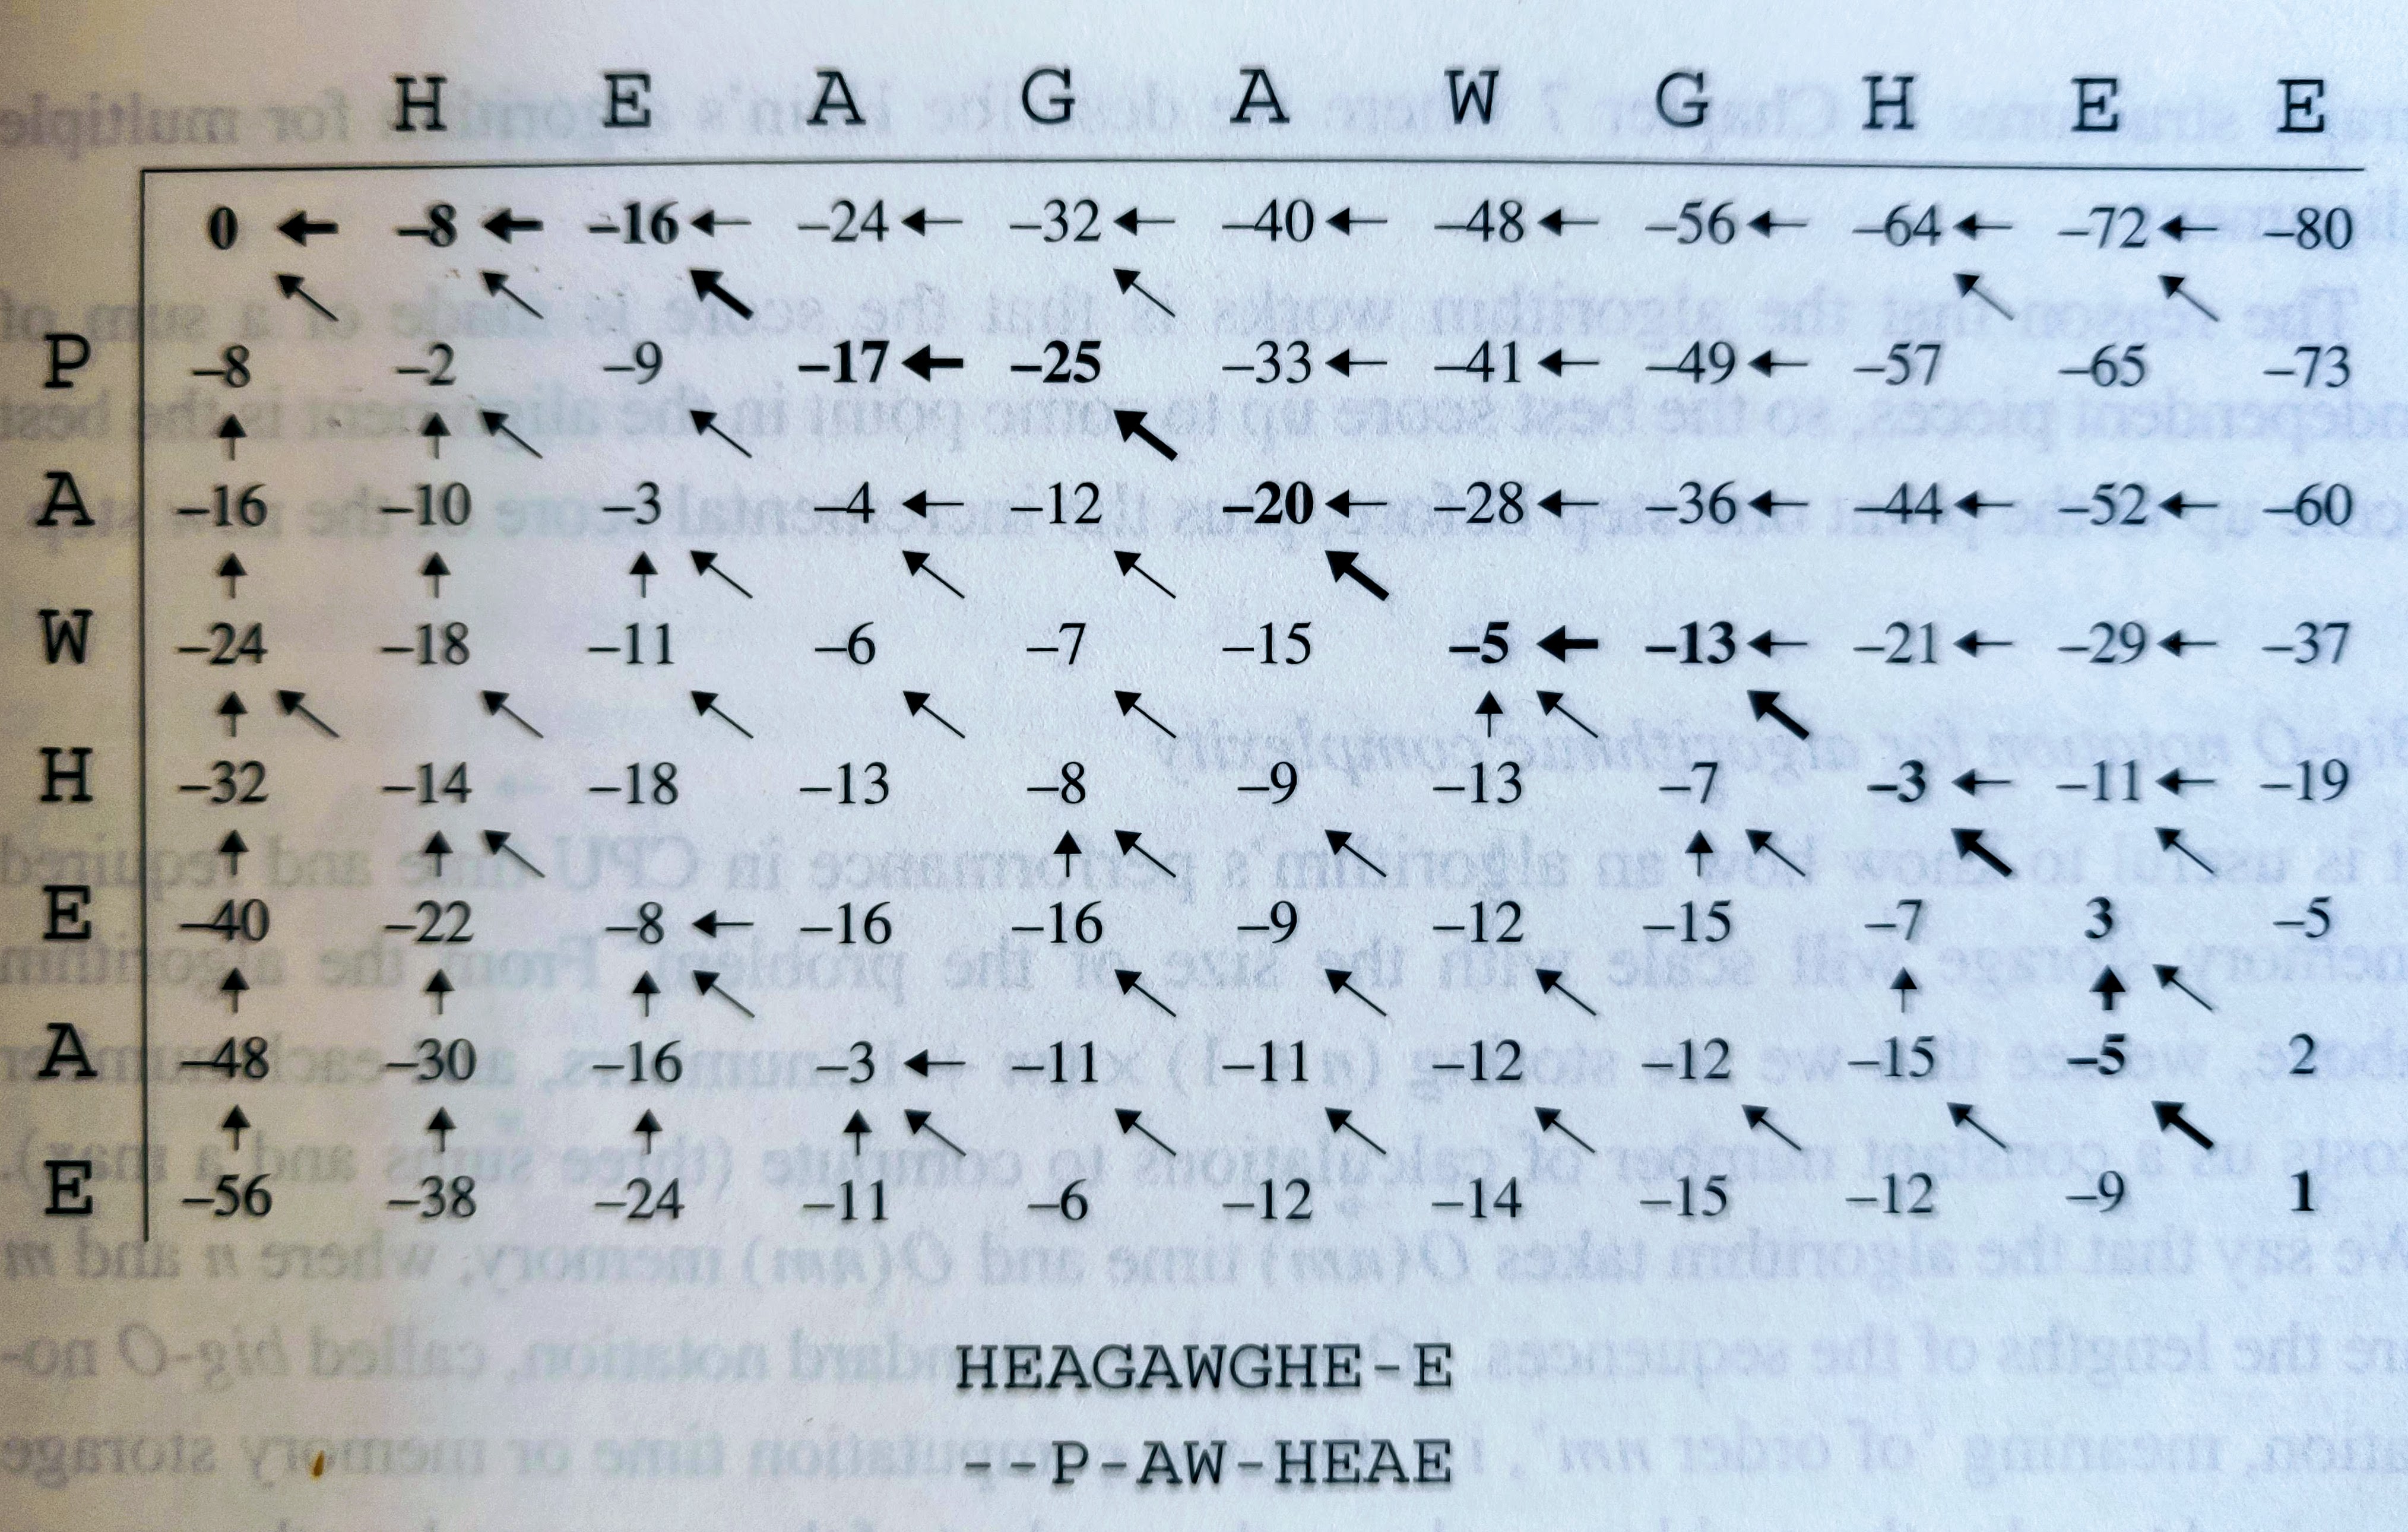 H E A G A W G H E E
0 ← –8 ← –16 ← –24 ← –32 ← –40 ← –48 ← –56 ← –64 ← –72 ← –80
P –8 –2 –9 –17 ← –25 –33 ← –41 ← –49 ← –57 –65 –73
A –16 –10 –3 –4 ← –12 –20 ← –28 ← –36 ← –44 ← –52 ← –60
W –24 –18 –11 –6 –7 –15 –5 ← –13 ← –21 ← –29 ← –37
H –32 –14 –18 –13 –8 –9 –13 –7 –3 ← –11 ← –19
E –40 –22 –8 ← –16 –16 –9 –12 –15 –7 3 –5
A –48 –30 –16 –3 ← –11 –11 –12 –12 –15 –5 2
E –56 –38 –24 –11 –6 –12 –14 –15 –12 –9 1
HEAGAWGHE-E
--P-AW-HEAE